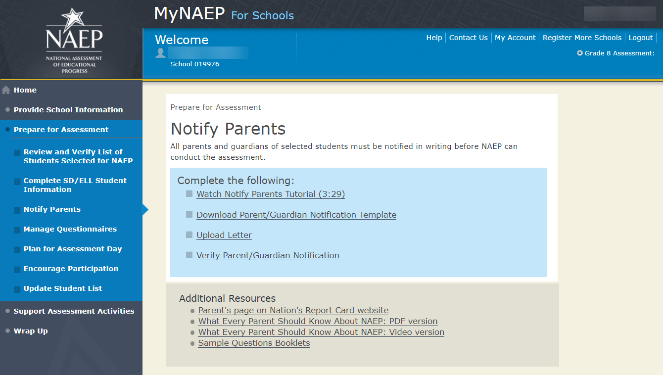 MyNAEP For Schools
NAEP
NATIONAL ASSESSMENT
OF EDUCATIONAL
PROGRESS
Welcome
School 019976
Help | Contact Us | My Account | Register More Schools | Logout
Grade 8 Assessment:
Home
Provide School Information
Prepare for Assessment
Review and Verify List of
Students Selected for NAEP
Complete SD/ELL Student
Information
Notify Parents
Manage Questionnaires
Plan for Assessment Day
Encourage Participation
Update Student List
Support Assessment Activities
Wrap Up
Prepare for Assessment
Notify Parents
All parents and guardians of selected students must be notified in writing before NAEP can
conduct the assessment.
Complete the following:
Watch Notify Parents Tutorial (3:29)
Download Parent/Guardian Notification Template
Upload Letter
Verify Parent/Guardian Notification
Additional Resources
Parent's page on Nation's Report Card website
What Every Parent Should Know About NAEP: PDF version
What Every Parent Should Know About NAEP: Video version
Sample Questions Booklets